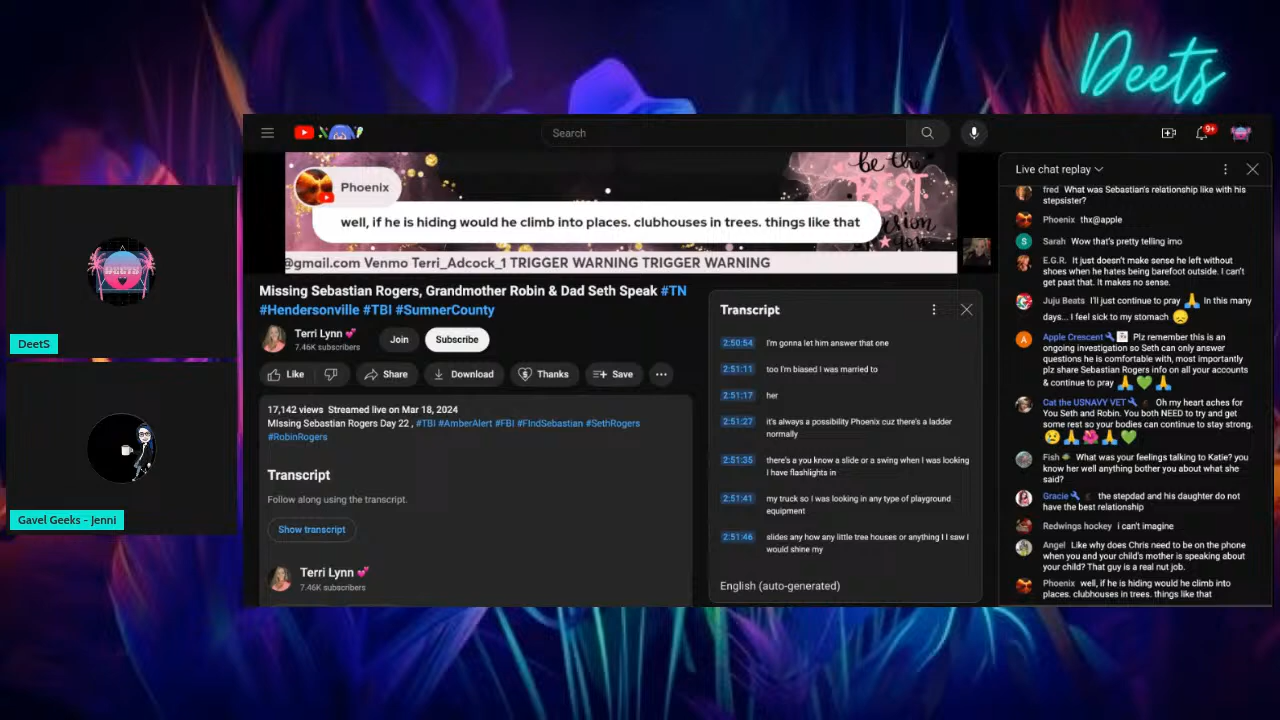 Deets
Search
9+
Phoenix
well, if he is hiding would he climb into places. clubhouses in trees. things like that
be the
BEST
version
of
you
@gmail.com Venmo Terri_Adcock_1 TRIGGER WARNING TRIGGER WARNING
DEETS
DeetS
Gavel Geeks - Jenni
Missing Sebastian Rogers, Grandmother Robin & Dad Seth Speak #TN
#Hendersonville #TBI #SumnerCounty
Terri Lynn 💕
7.46K subscribers
Join
Subscribe
Like
Share
Download
Thanks
Save
17,142 views Streamed live on Mar 18, 2024
MIssing Sebastian Rogers Day 22 , #TBI #AmberAlert #FBI #FIndSebastian #SethRogers
#RobinRogers
Transcript
Follow along using the transcript.
Show transcript
Terri Lynn 💕
7.46K subscribers
Transcript
2:50:54 I'm gonna let him answer that one
2:51:11 too I'm biased I was married to
2:51:17 her
2:51:27 it's always a possibility Phoenix cuz there's a ladder
normally
2:51:35 there's a you know a slide or a swing when I was looking
I have flashlights in
2:51:41 my truck so I was looking in any type of playground
equipment
2:51:46 slides any how any little tree houses or anything I I saw I
would shine my
English (auto-generated)
Live chat replay
fred What was Sebastian's relationship like with his
stepsister?
Phoenix thx@apple
S
Sarah Wow that's pretty telling imo
E.G.R. It just doesn't make sense he left without
shoes when he hates being barefoot outside. I can't
get past that. It makes no sense.
Juju Beats I'll just continue to pray 🙏 In this many
days... I feel sick to my stomach 😞
A
Apple Crescent Plz remember this is an
ongoing investigation so Seth can only answer
questions he is comfortable with, most importantly
plz share Sebastian Rogers info on all your accounts
& continue to pray 🙏💚🙏
Cat the USNAVY VET Oh my heart aches for
You Seth and Robin. You both NEED to try and get
some rest so your bodies can continue to stay strong.
😢🙏🌺🙏💚
Fish What was your feelings talking to Katie? you
know her well anything bother you about what she
said?
Gracie the stepdad and his daughter do not
have the best relationship
Redwings hockey i can't imagine
Angel Like why does Chris need to be on the phone
when you and your child's mother is speaking about
your child? That guy is a real nut job.
Phoenix well, if he is hiding would he climb into
places. clubhouses in trees. things like that